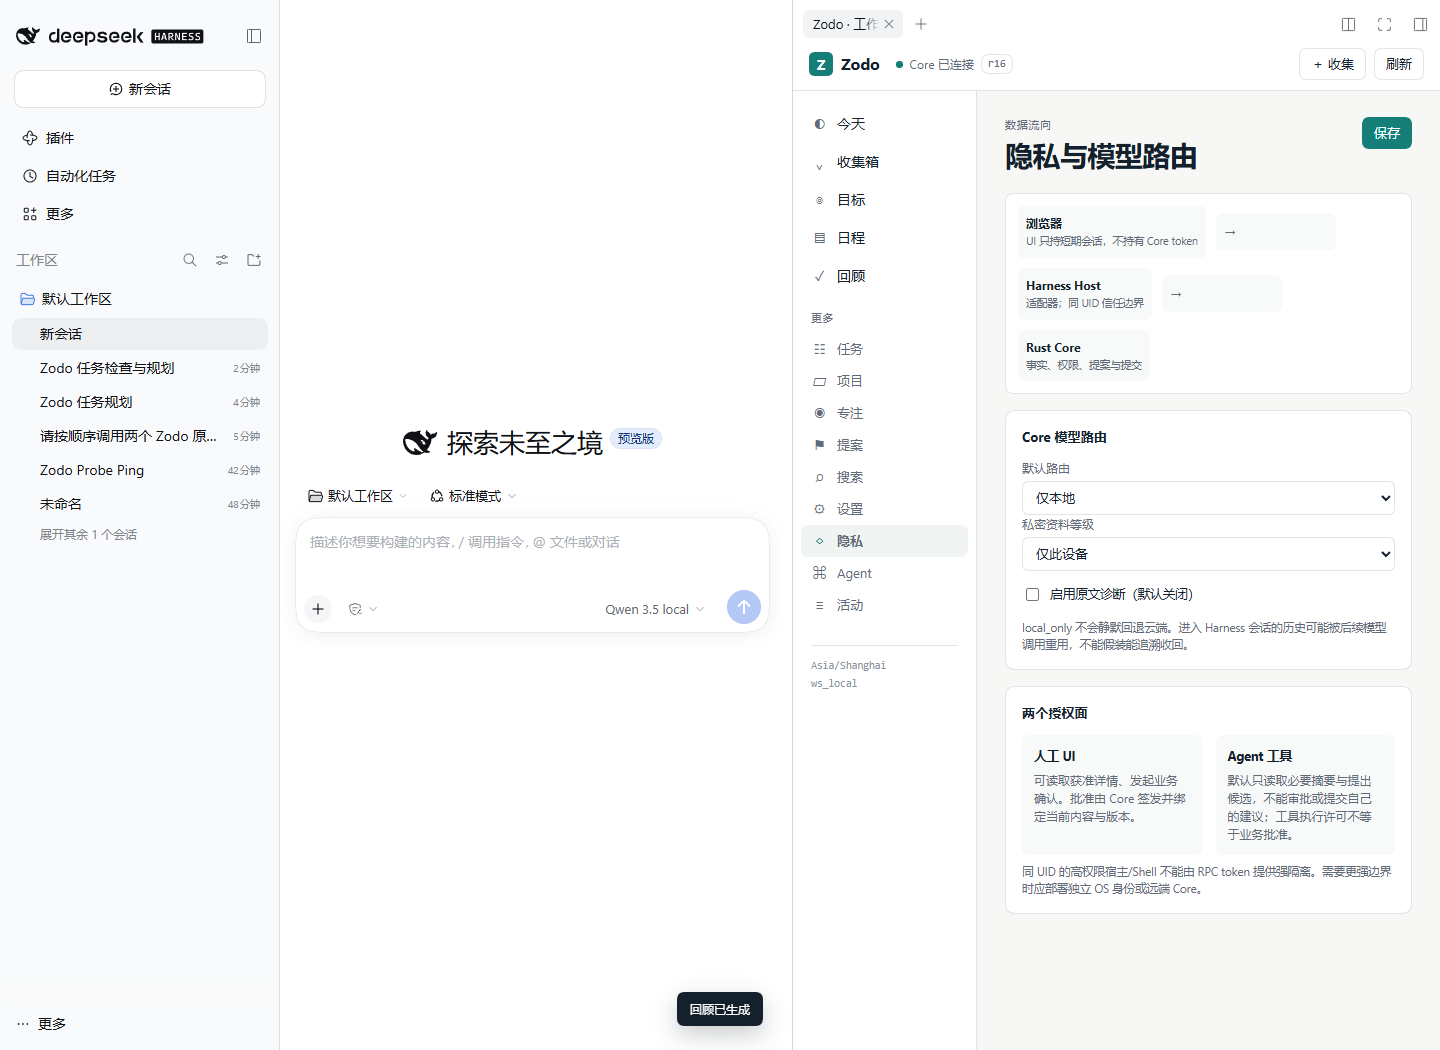 deepseek HARNESS
新会话
插件
自动化任务
更多
工作区
默认工作区
新会话
Zodo 任务检查与规划 2分钟
Zodo 任务规划 4分钟
请按顺序调用两个 Zodo 原... 5分钟
Zodo Probe Ping 42分钟
未命名 48分钟
展开其余 1 个会话
更多
探索未至之境 预览版
默认工作区 标准模式
描述你想要构建的内容, / 调用指令, @ 文件或对话
Qwen 3.5 local
回顾已生成
Zodo · 工作
Z Zodo Core 已连接 r16
+ 收集 刷新
今天
收集箱
目标
日程
回顾
更多
任务
项目
专注
提案
搜索
设置
隐私
Agent
活动
Asia/Shanghai
ws_local
数据流向
隐私与模型路由
保存
浏览器
UI 只持短期会话，不持有 Core token
→
Harness Host
适配器；同 UID 信任边界
→
Rust Core
事实、权限、提案与提交
Core 模型路由
默认路由
仅本地
私密资料等级
仅此设备
启用原文诊断（默认关闭）
local_only 不会静默回退云端。进入 Harness 会话的历史可能被后续模型
调用重用，不能假装能追溯收回。
两个授权面
人工 UI
可读取获准详情、发起业务
确认。批准由 Core 签发并绑
定当前内容与版本。
Agent 工具
默认只读取必要摘要与提出
候选，不能审批或提交自己
的建议；工具执行许可不等
于业务批准。
同 UID 的高权限宿主/Shell 不能由 RPC token 提供强隔离。需要更强边界
时应部署独立 OS 身份或远端 Core。